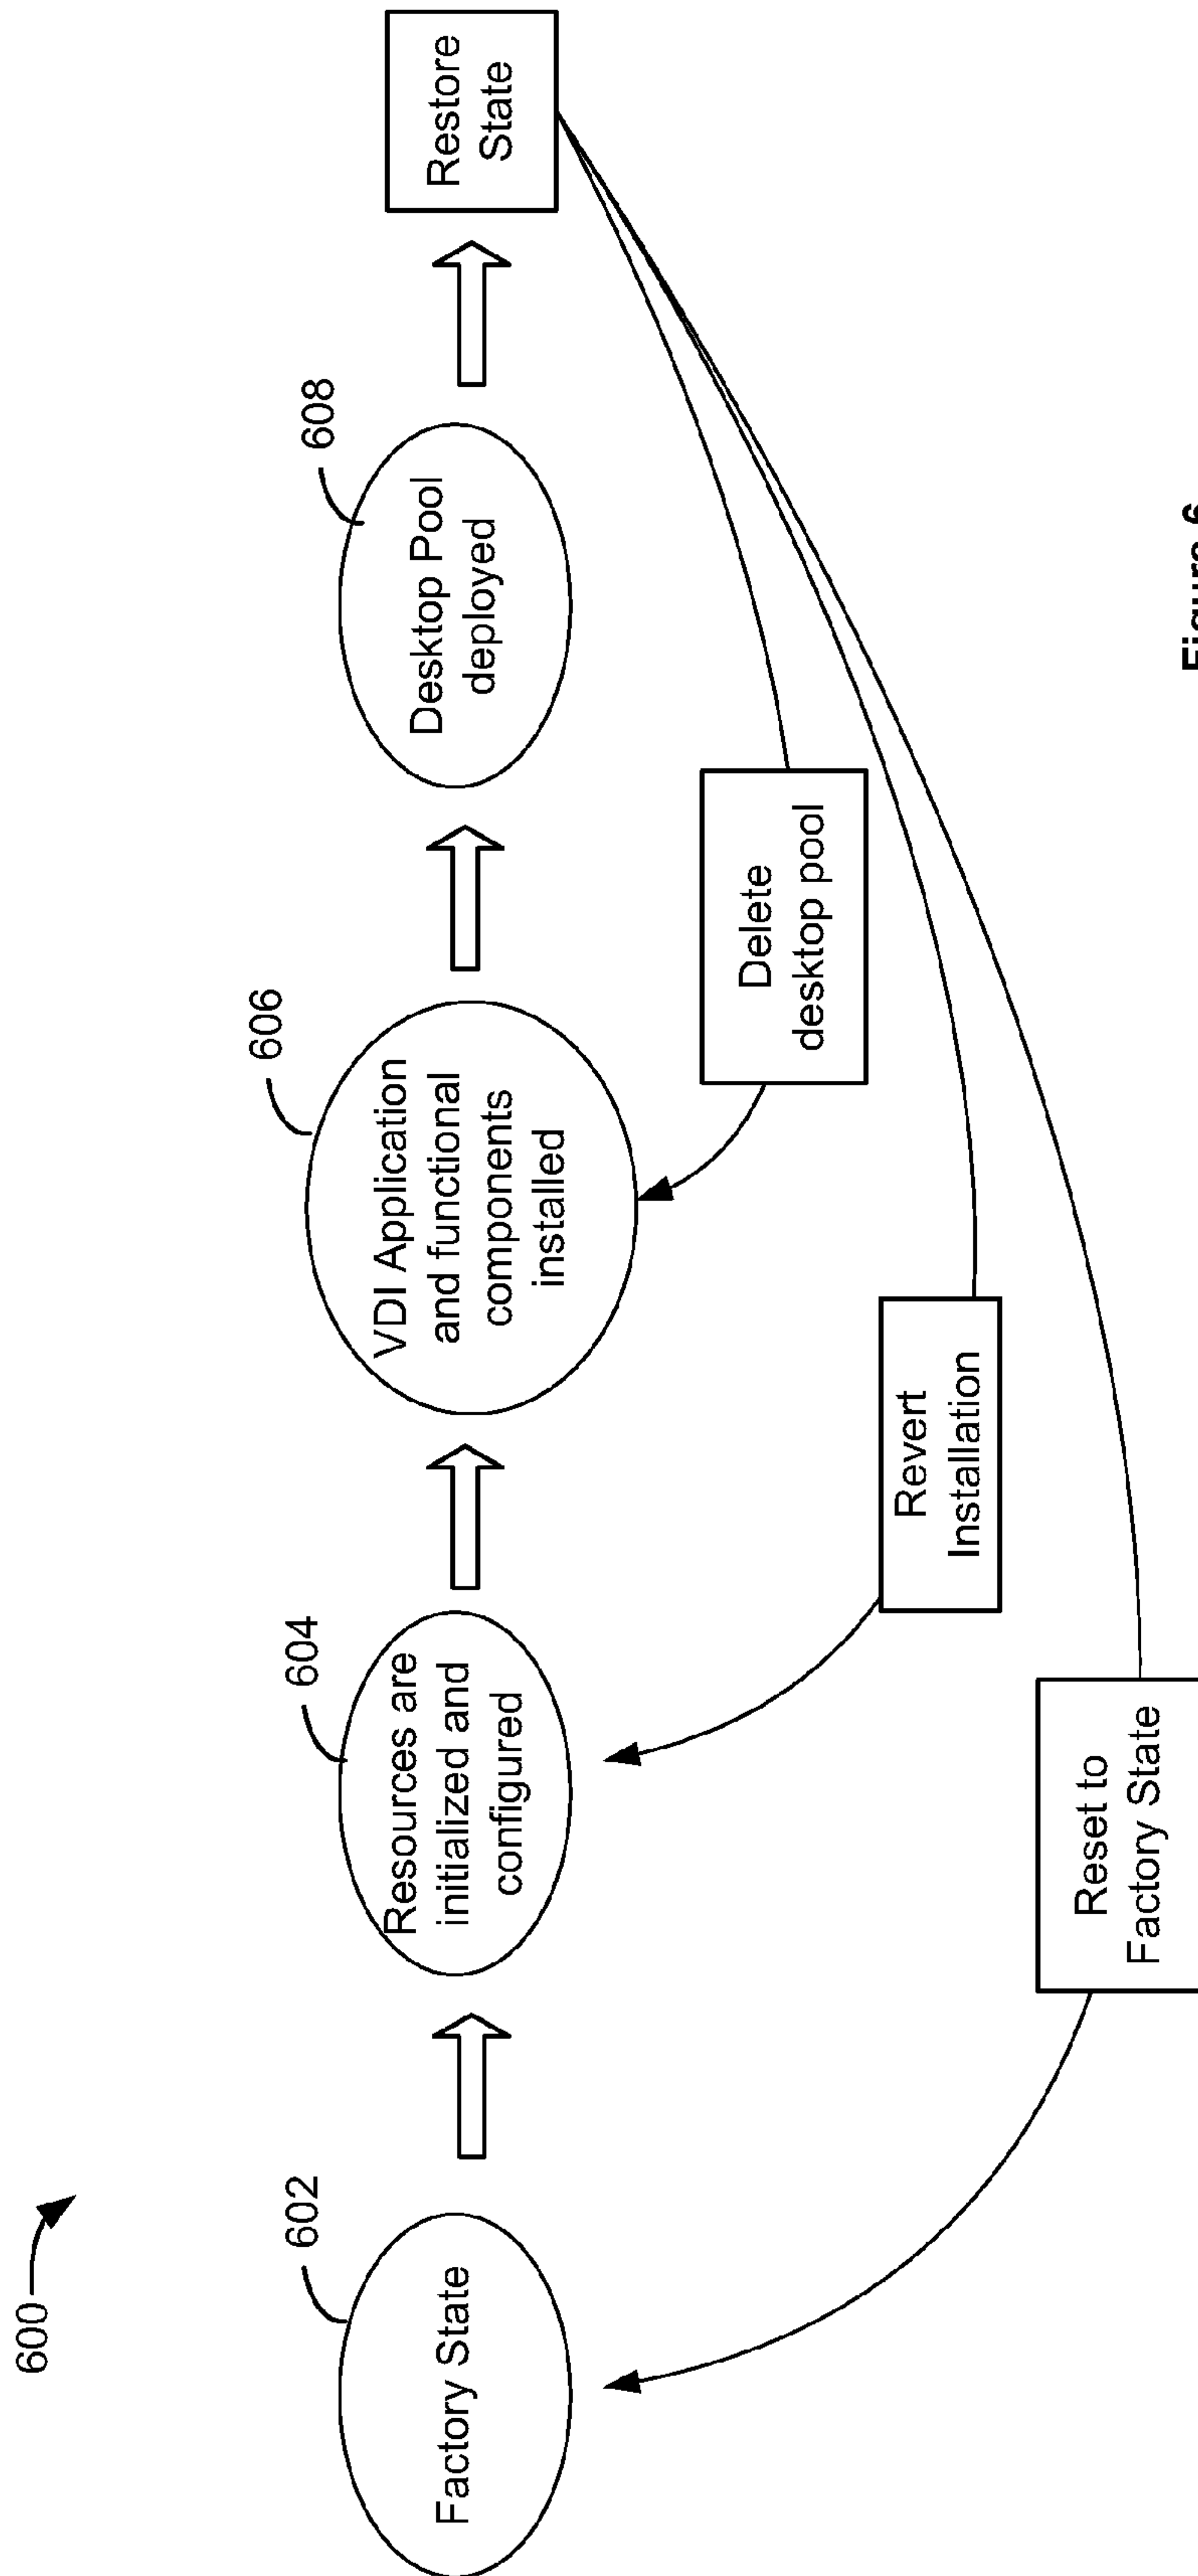 600
602
Factory State
604
Resources are
initialized and
configured
606
VDI Application
and functional
components
installed
608
Desktop Pool
deployed
Restore
State
Delete
desktop pool
Revert
Installation
Reset to
Factory State
Figure 6